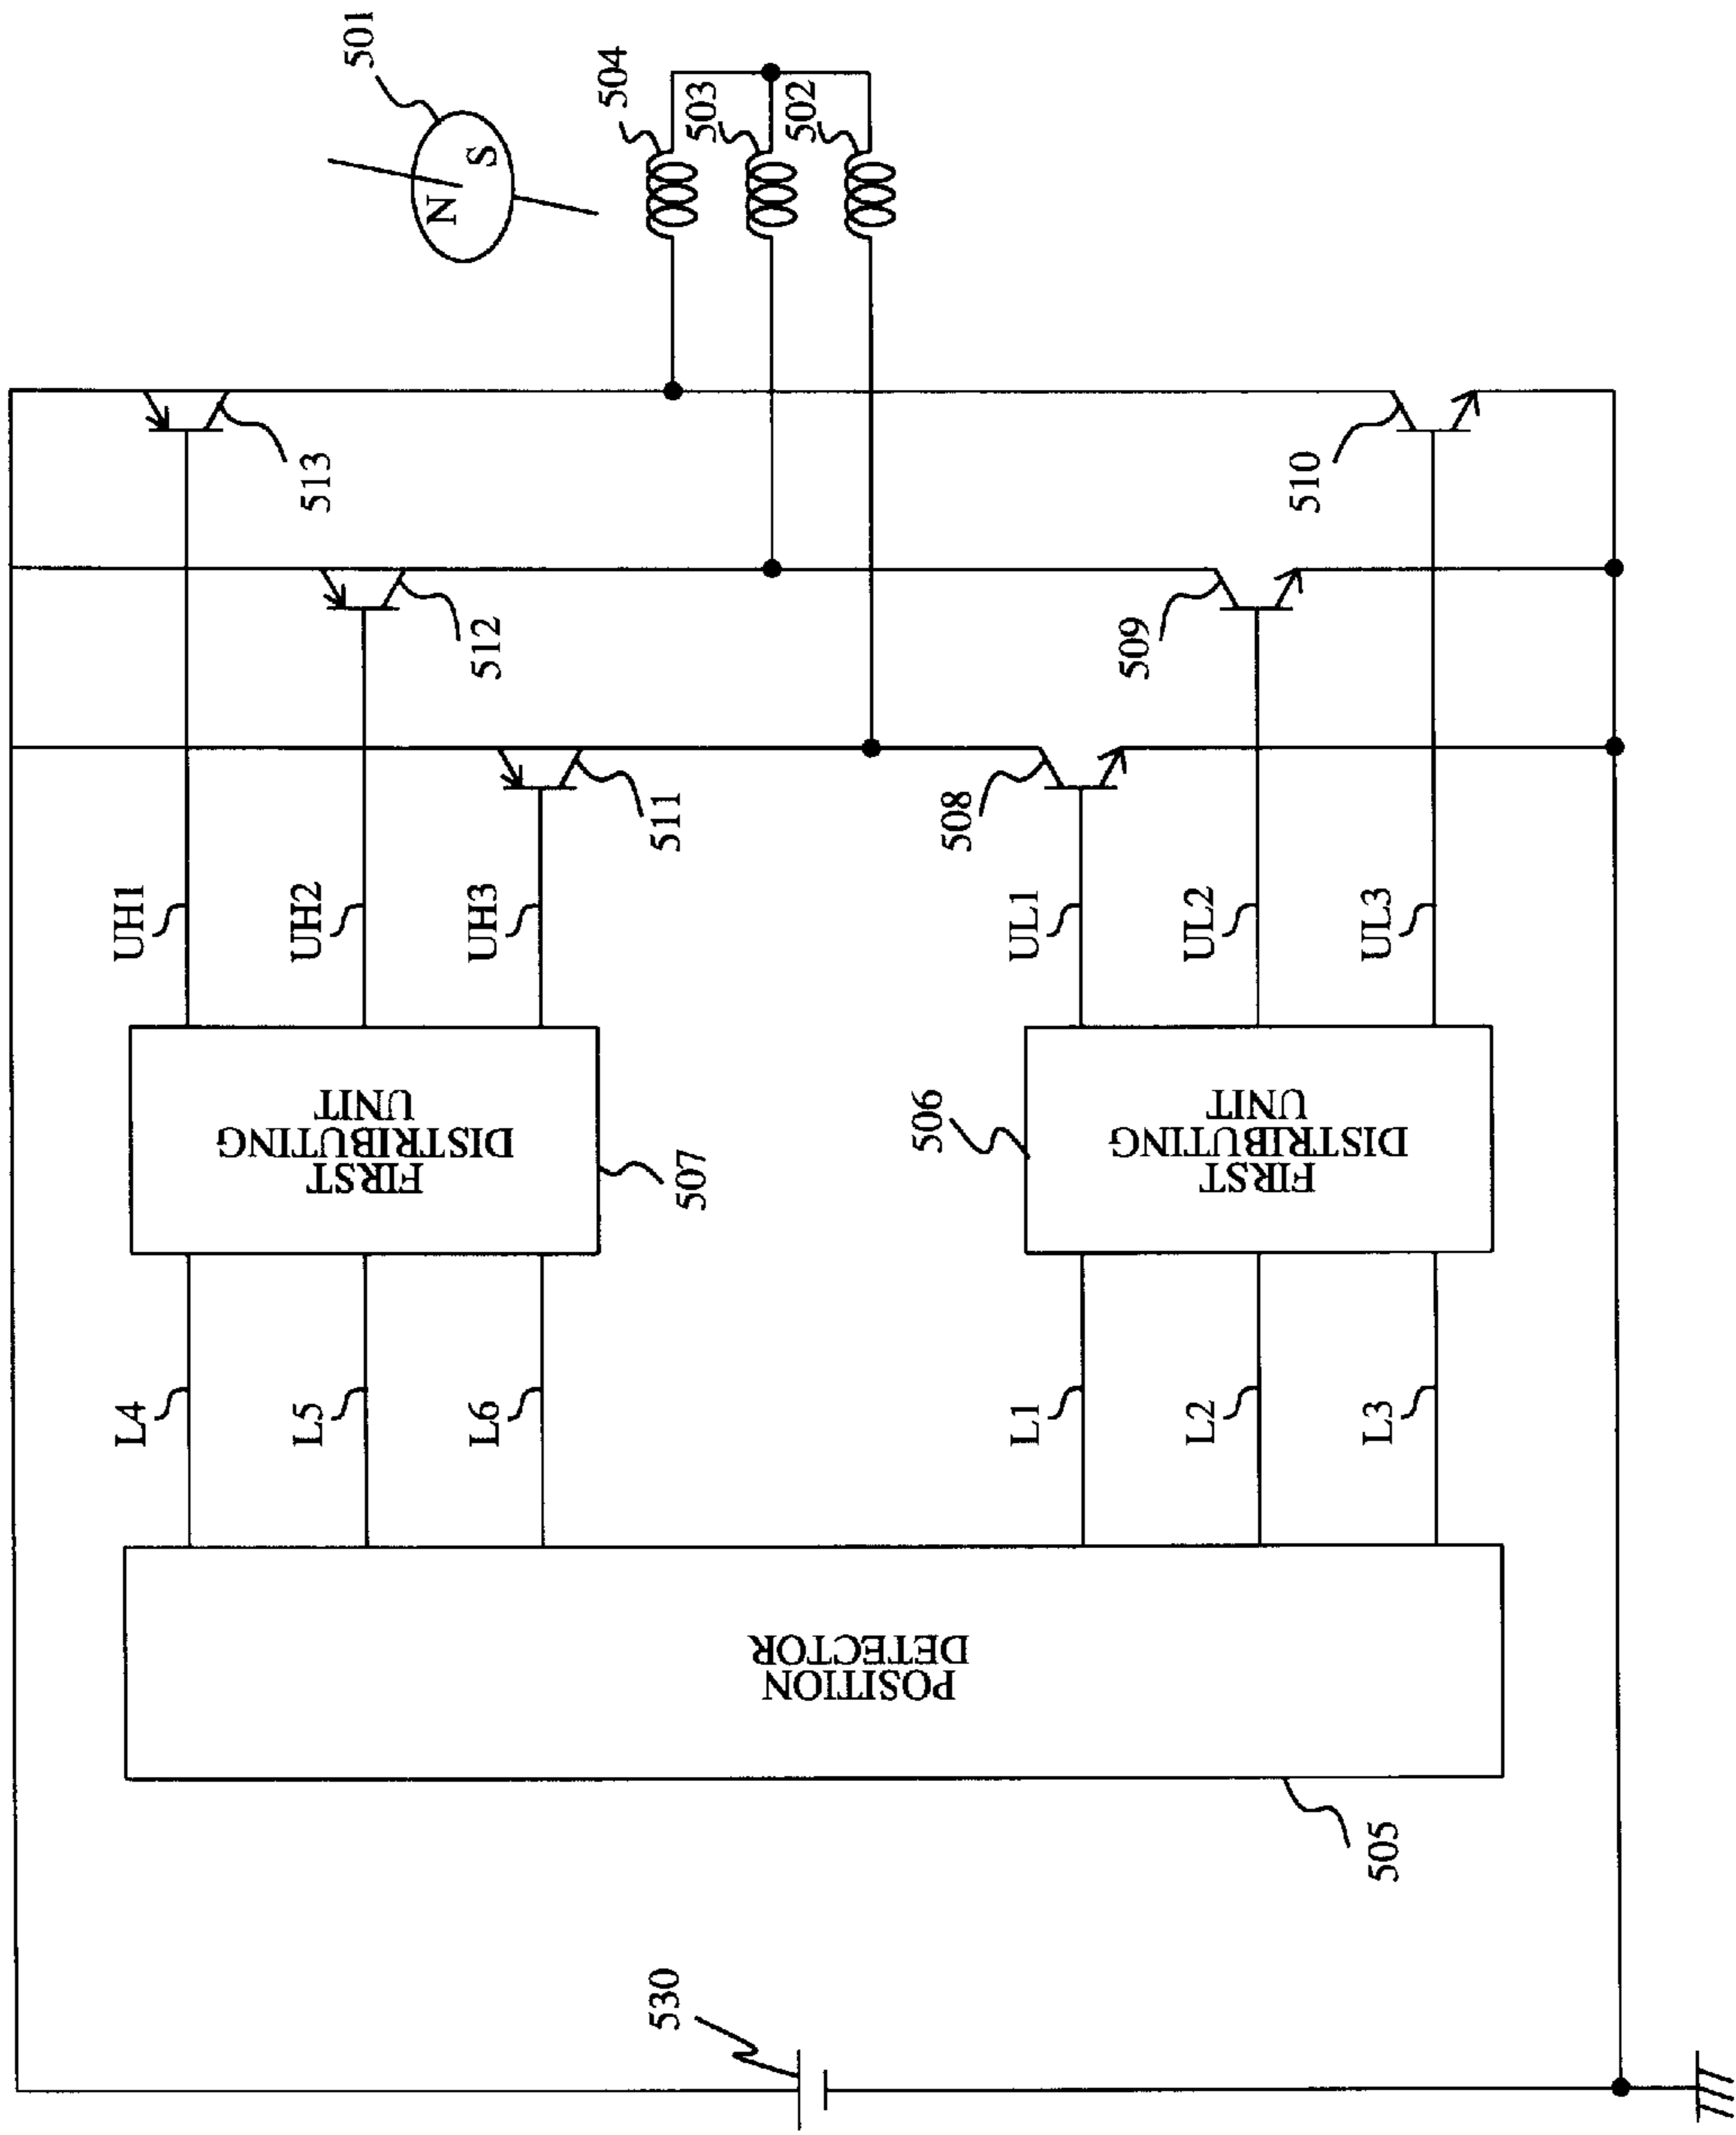 501
N
S
504
503
502
513
512
511
510
509
508
UH1
UH2
UH3
UL1
UL2
UL3
FIRST
DISTRIBUTING
UNIT
507
FIRST
DISTRIBUTING
UNIT
506
L4
L5
L6
L1
L2
L3
POSITION
DETECTOR
505
530